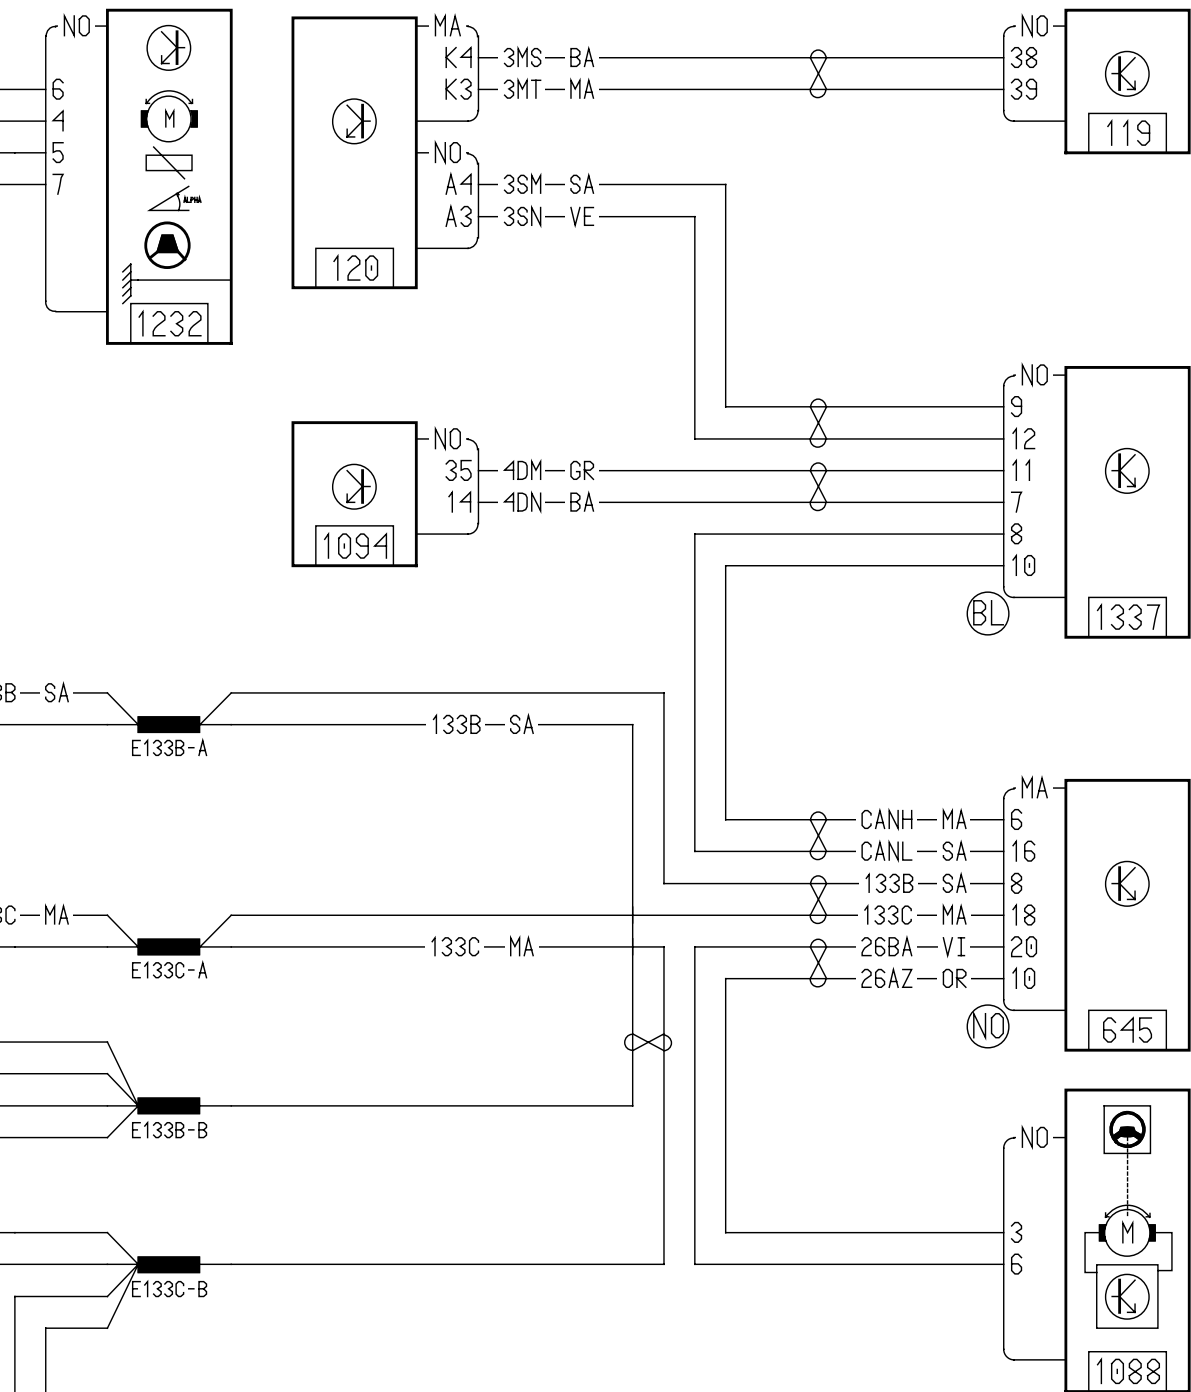 NO
6
4
5
7
M
ALPHA
1232
MA
K4 3MS BA
K3 3MT MA
NO
A4 3SM SA
A3 3SN VE
120
NO
38
39
119
NO
35 4DM GR
14 4DN BA
1094
NO
9
12
11
7
8
10
BL
1337
3B SA
E133B-A
133B SA
3C MA
E133C-A
133C MA
MA
CANH MA 6
CANL SA 16
133B SA 8
133C MA 18
26BA VI 20
26AZ OR 10
NO
645
E133B-B
E133C-B
NO
3
6
M
1088